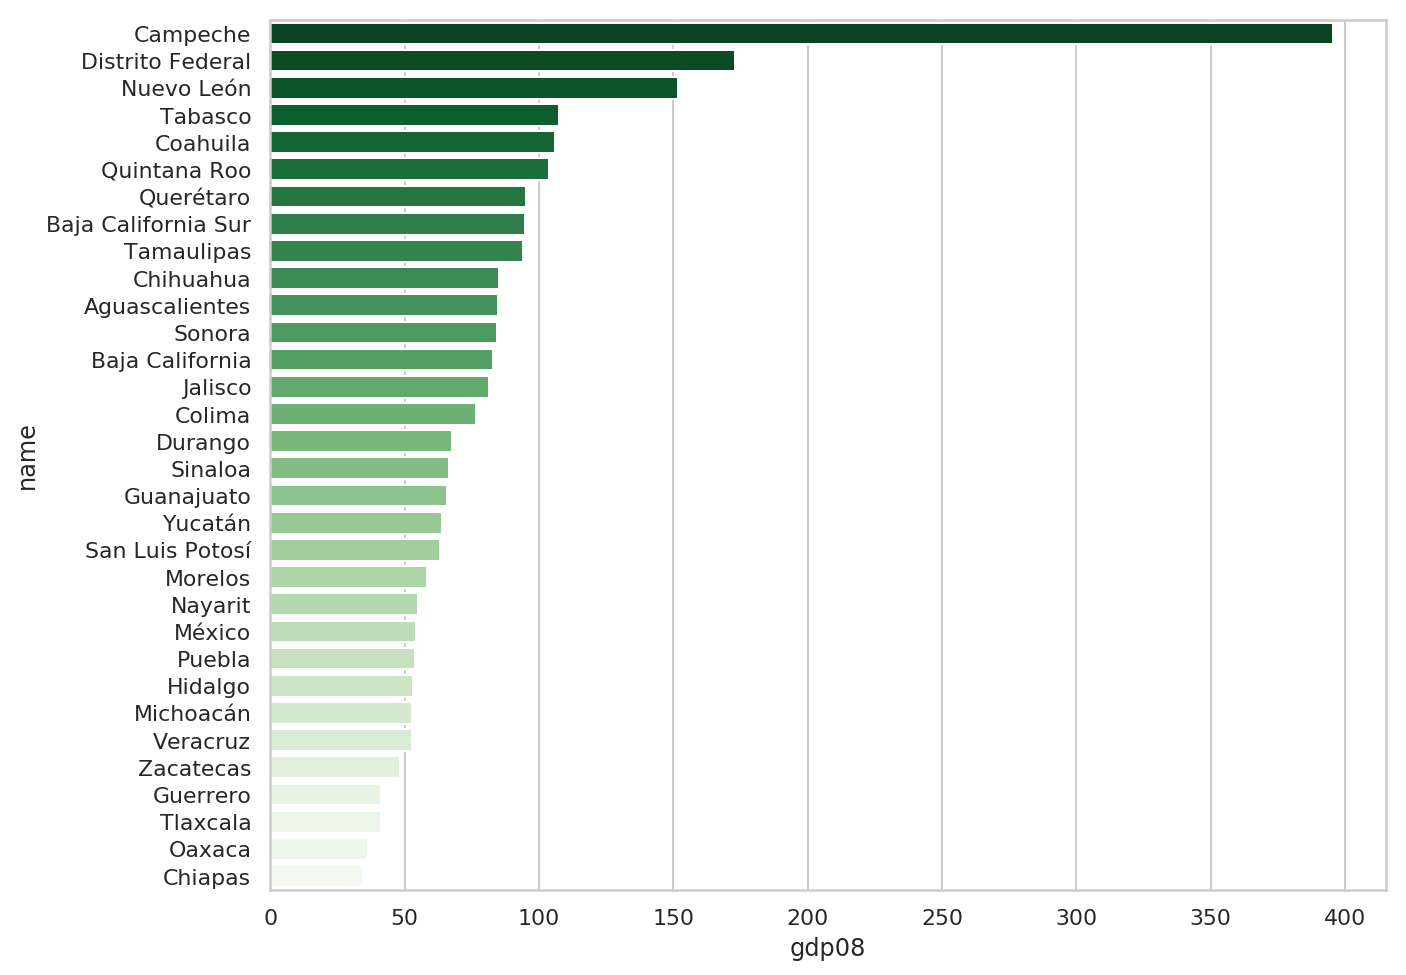 Campeche
Distrito Federal
Nuevo León
Tabasco
Coahuila
Quintana Roo
Querétaro
Baja California Sur
Tamaulipas
Chihuahua
Aguascalientes
Sonora
Baja California
Jalisco
Colima
Durango
Sinaloa
Guanajuato
Yucatán
San Luis Potosí
Morelos
Nayarit
México
Puebla
Hidalgo
Michoacán
Veracruz
Zacatecas
Guerrero
Tlaxcala
Oaxaca
Chiapas
name
0 50 100 150 200 250 300 350 400
gdp08